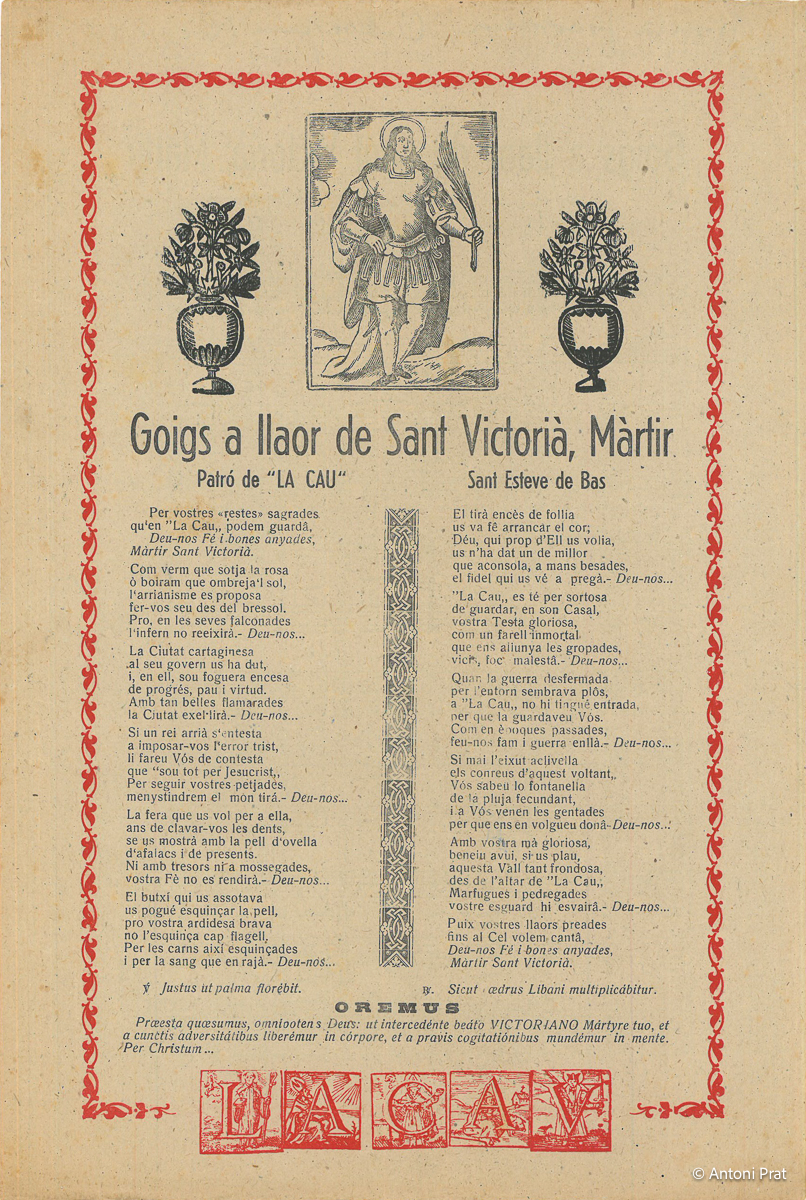 Goigs a llaor de Sant Victorià, Màrtir
Patró de "LA CAU" Sant Esteve de Bas
Per vostres «restes» sagrades
qu'en "La Cau,, podem guardâ,
Deu-nos Fé i bones anyades,
Màrtir Sant Victorià.
Com verm que sotja la rosa
ò boiram que ombreja'l sol,
l'arrianisme es proposa
fer-vos seu des del bressol.
Pro, en les seves falconades
l'infern no reeixirà.- Deu-nos...
La Ciutat cartaginesa
al seu govern us ha dut,
i, en ell, sou foguera encesa
de progrés, pau i virtud.
Amb tan belles flamarades
la Ciutat exel·lirà.- Deu-nos...
Si un rei arrià s'entesta
a imposar-vos l'error trist,
li fareu Vós de contesta
que "sou tot per Jesucrist,,
Per seguir vostres petjades,
menystindrem el mon tirá.- Deu-nos...
La fera que us vol per a ella,
ans de clavar-vos les dents,
se us mostrà amb la pell d'ovella
d'afalacs i de presents.
Ni amb tresors ni a mossegades,
vostra Fè no es rendirà.- Deu-nos...
El butxí qui us assotava
us pogué esquinçar la pell,
pro vostra ardidesa brava
no l'esquinça cap flagell,
Per les carns així esquinçades
i per la sang que en rajà.- Deu-nos...
El tirà encès de follia
us va fê arrancar el cor;
Déu, qui prop d'Ell us volia,
us n'ha dat un de millor
que aconsola, a mans besades,
el fidel qui us vé a pregà.- Deu-nos...
"La Cau,, es té per sortosa
de guardar, en son Casal,
vostra Testa gloriosa,
com un farell inmortal
que ens allunya les gropades,
vici, foc malestâ.- Deu-nos...
Quan la guerra desfermada
per l'entorn sembrava plôs,
a "La Cau,, no hi tingué entrada,
per que la guardaveu Vós.
Com en èpoques passades,
feu-nos fam i guerra enllà.- Deu-nos...
Si mai l'eixut aclivella
els conreus d'aquest voltant,
Vós sabeu lo fontanella
de la pluja fecundant,
i a Vós venen les gentades
per que ens en volgueu donâ-Deu-nos...
Amb vostra mà gloriosa,
beneiu avui, si us plau,
aquesta Vall tant frondosa,
des de l'altar de "La Cau,,
Marfugues i pedregades
vostre esguard hi esvairâ.- Deu-nos...
Puix vostres llaors preades
fins al Cel volem cantâ,
Deu-nos Fé i bones anyades,
Màrtir Sant Victorià.
℣ Justus ut palma florébit. ℟. Sicut cædrus Libani multiplicábitur.
OREMUS
Præesta quæsumus, omnipotens Deus: ut intercedénte beáto VICTORIANO Mártyre tuo, et
a cunctis adversitátibus liberémur in córpore, et a pravis cogitatiónibus mundémur in mente.
Per Christum...
LA CAV
© Antoni Prat